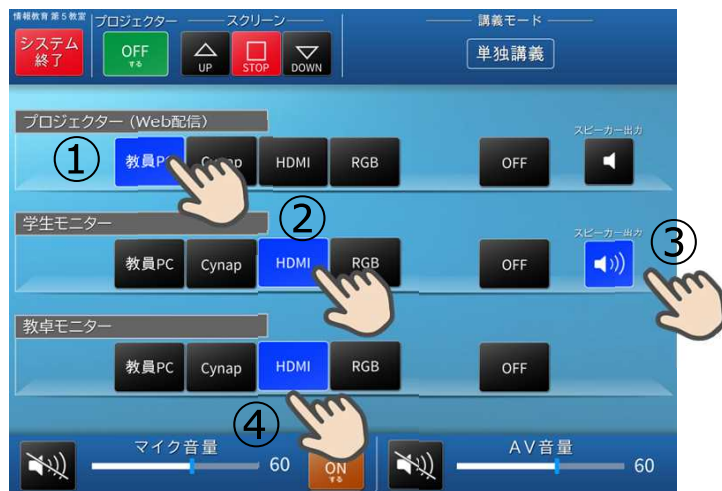 情報教育第5教室
プロジェクター
スクリーン
講義モード
システム
終了
OFF
する
UP
STOP
DOWN
単独講義
プロジェクター (Web配信)
スピーカー出力
①
教員PC
Cynap
HDMI
RGB
OFF
学生モニター
②
スピーカー出力
③
教員PC
Cynap
HDMI
RGB
OFF
教卓モニター
教員PC
Cynap
HDMI
RGB
OFF
④
マイク音量
60
ON
する
AV音量
60